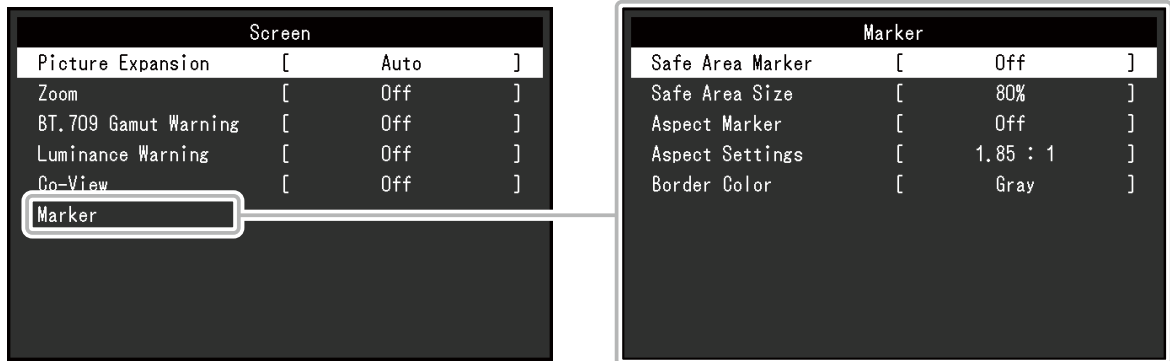 Screen
Picture Expansion [ Auto ]
Zoom [ Off ]
BT.709 Gamut Warning [ Off ]
Luminance Warning [ Off ]
Co-View [ Off ]
Marker
Marker
Safe Area Marker [ Off ]
Safe Area Size [ 80% ]
Aspect Marker [ Off ]
Aspect Settings [ 1.85 : 1 ]
Border Color [ Gray ]